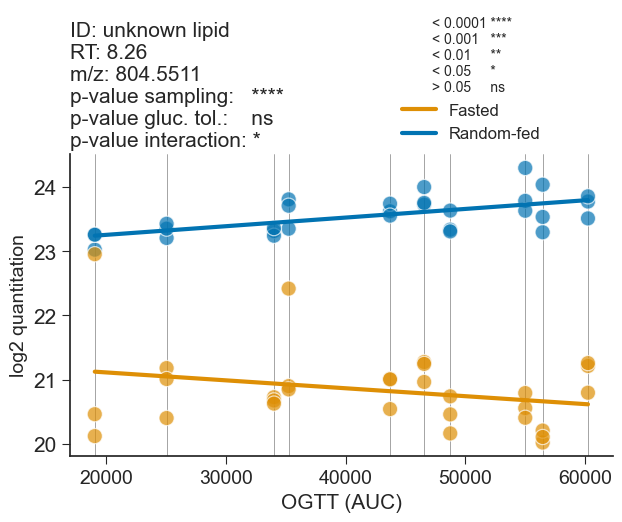 ID: unknown lipid
RT: 8.26
m/z: 804.5511
p-value sampling: ****
p-value gluc. tol.: ns
p-value interaction: *
< 0.0001 ****
< 0.001 ***
< 0.01 **
< 0.05 *
> 0.05 ns
Fasted
Random-fed
log2 quantitation
24
23
22
21
20
20000 30000 40000 50000 60000
OGTT (AUC)